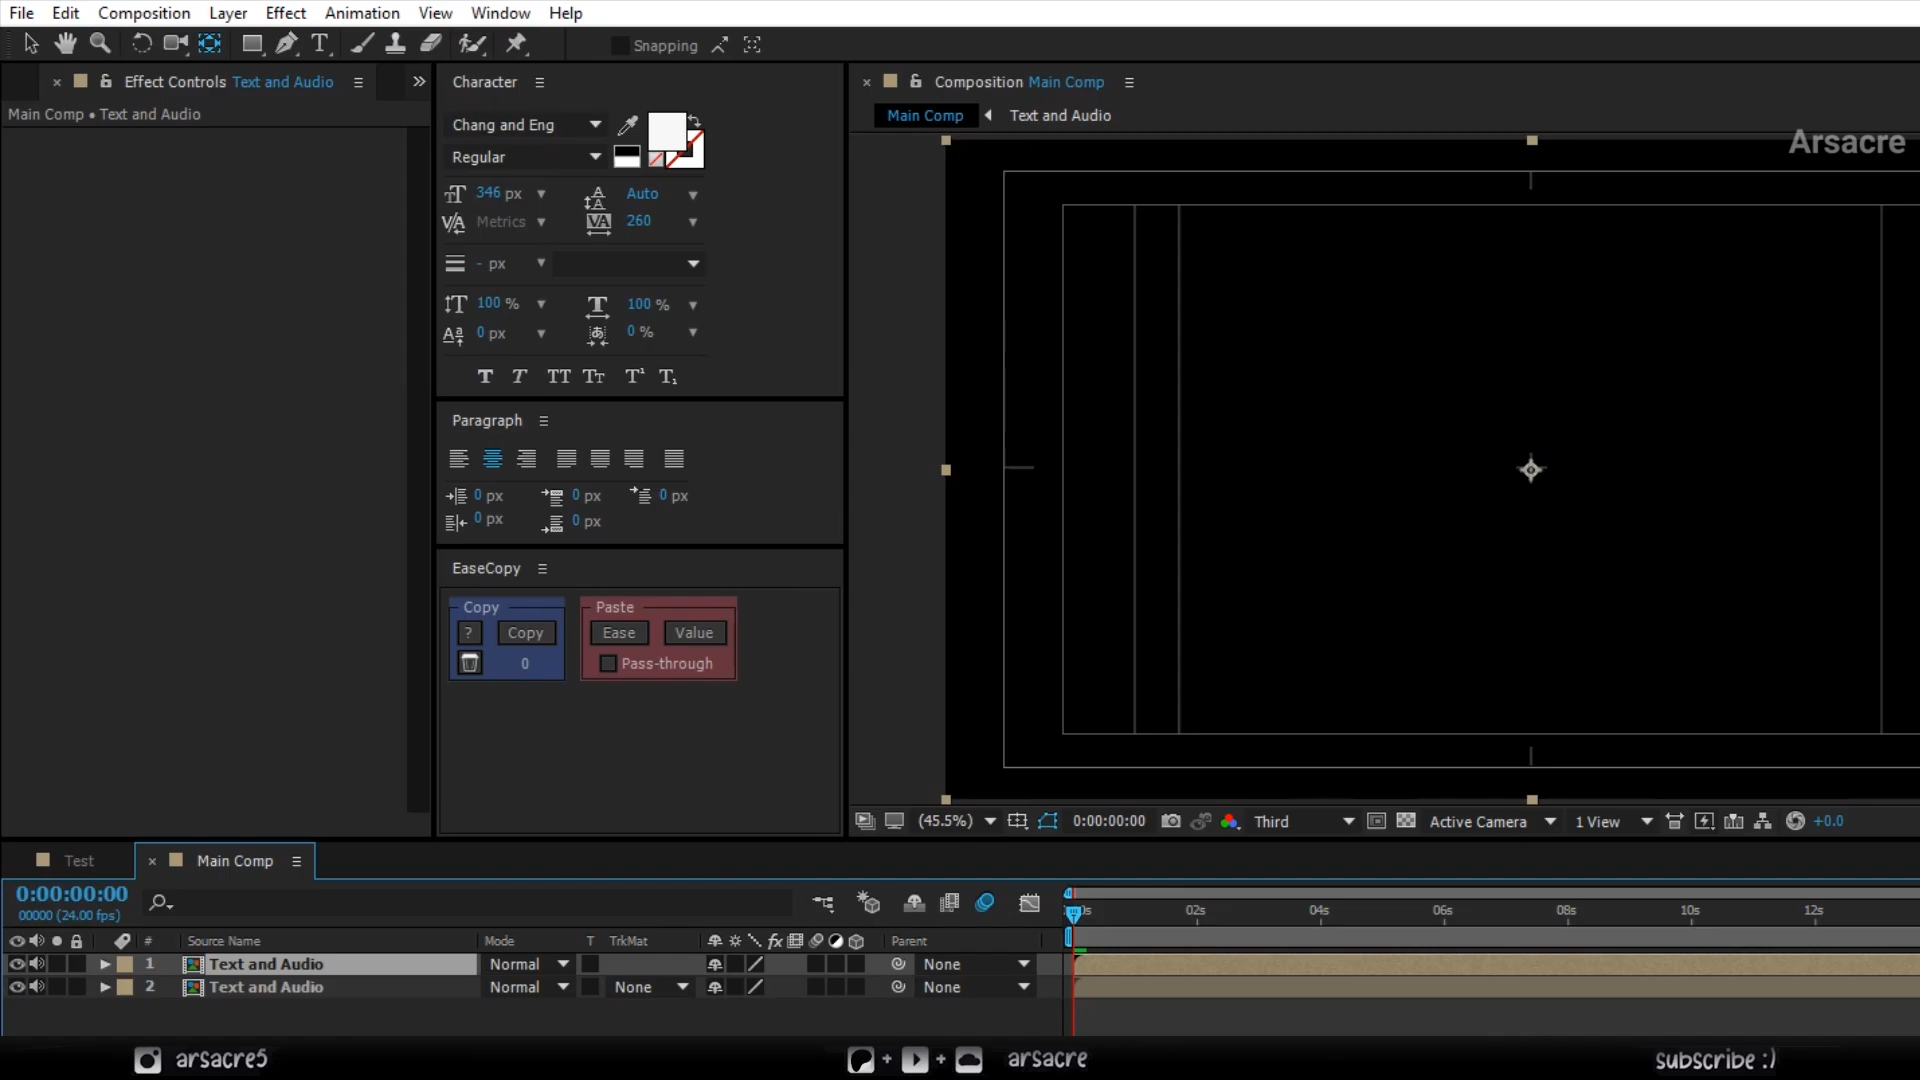 File Edit Composition Layer Effect Animation View Window Help
Snapping
Effect Controls Text and Audio
Main Comp • Text and Audio
Character
Chang and Eng
Regular
346 px
Auto
Metrics
260
- px
100 %
100 %
0 px
0 %
T T TT Tt T¹ T₁
Paragraph
0 px 0 px 0 px
0 px 0 px
EaseCopy
Copy Paste
? Copy Ease Value
0 Pass-through
Composition Main Comp
Main Comp Text and Audio
Arsacre
(45.5%) 0:00:00:00 Third Active Camera 1 View +0.0
Test Main Comp
0:00:00:00
00000 (24.00 fps)
02s 04s 06s 08s 10s 12s
# Source Name Mode T TrkMat fx Parent
1 Text and Audio Normal None
2 Text and Audio Normal None None
arsacre5 + + arsacre subscribe :)